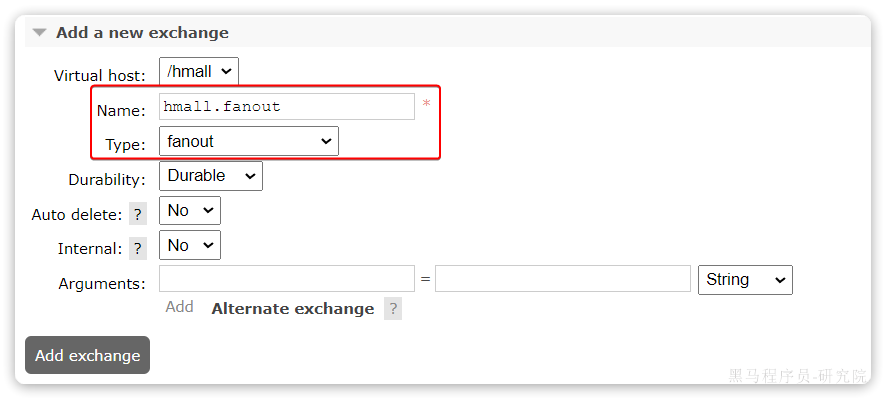 Add a new exchange
Virtual host: /hmall
Name: hmall.fanout *
Type: fanout
Durability: Durable
Auto delete: ? No
Internal: ? No
Arguments: = String
Add Alternate exchange ?
Add exchange
黑马程序员-研究院